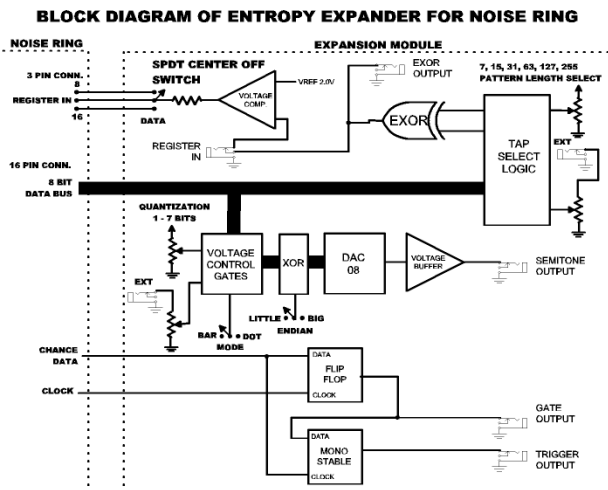 BLOCK DIAGRAM OF ENTROPY EXPANDER FOR NOISE RING
NOISE RING
EXPANSION MODULE
3 PIN CONN.
8
REGISTER IN
16
SPDT CENTER OFF
SWITCH
DATA
VOLTAGE
COMP.
VREF 2.0V
EXOR
OUTPUT
7, 15, 31, 63, 127, 255
PATTERN LENGTH SELECT
REGISTER
IN
EXOR
TAP
SELECT
LOGIC
EXT
16 PIN CONN.
8 BIT
DATA BUS
QUANTIZATION
1 - 7 BITS
VOLTAGE
CONTROL
GATES
XOR
DAC
08
VOLTAGE
BUFFER
SEMITONE
OUTPUT
EXT
LITTLE
BIG
ENDIAN
BAR
DOT
MODE
CHANCE
DATA
CLOCK
DATA
FLIP
FLOP
CLOCK
GATE
OUTPUT
DATA
MONO
STABLE
CLOCK
TRIGGER
OUTPUT